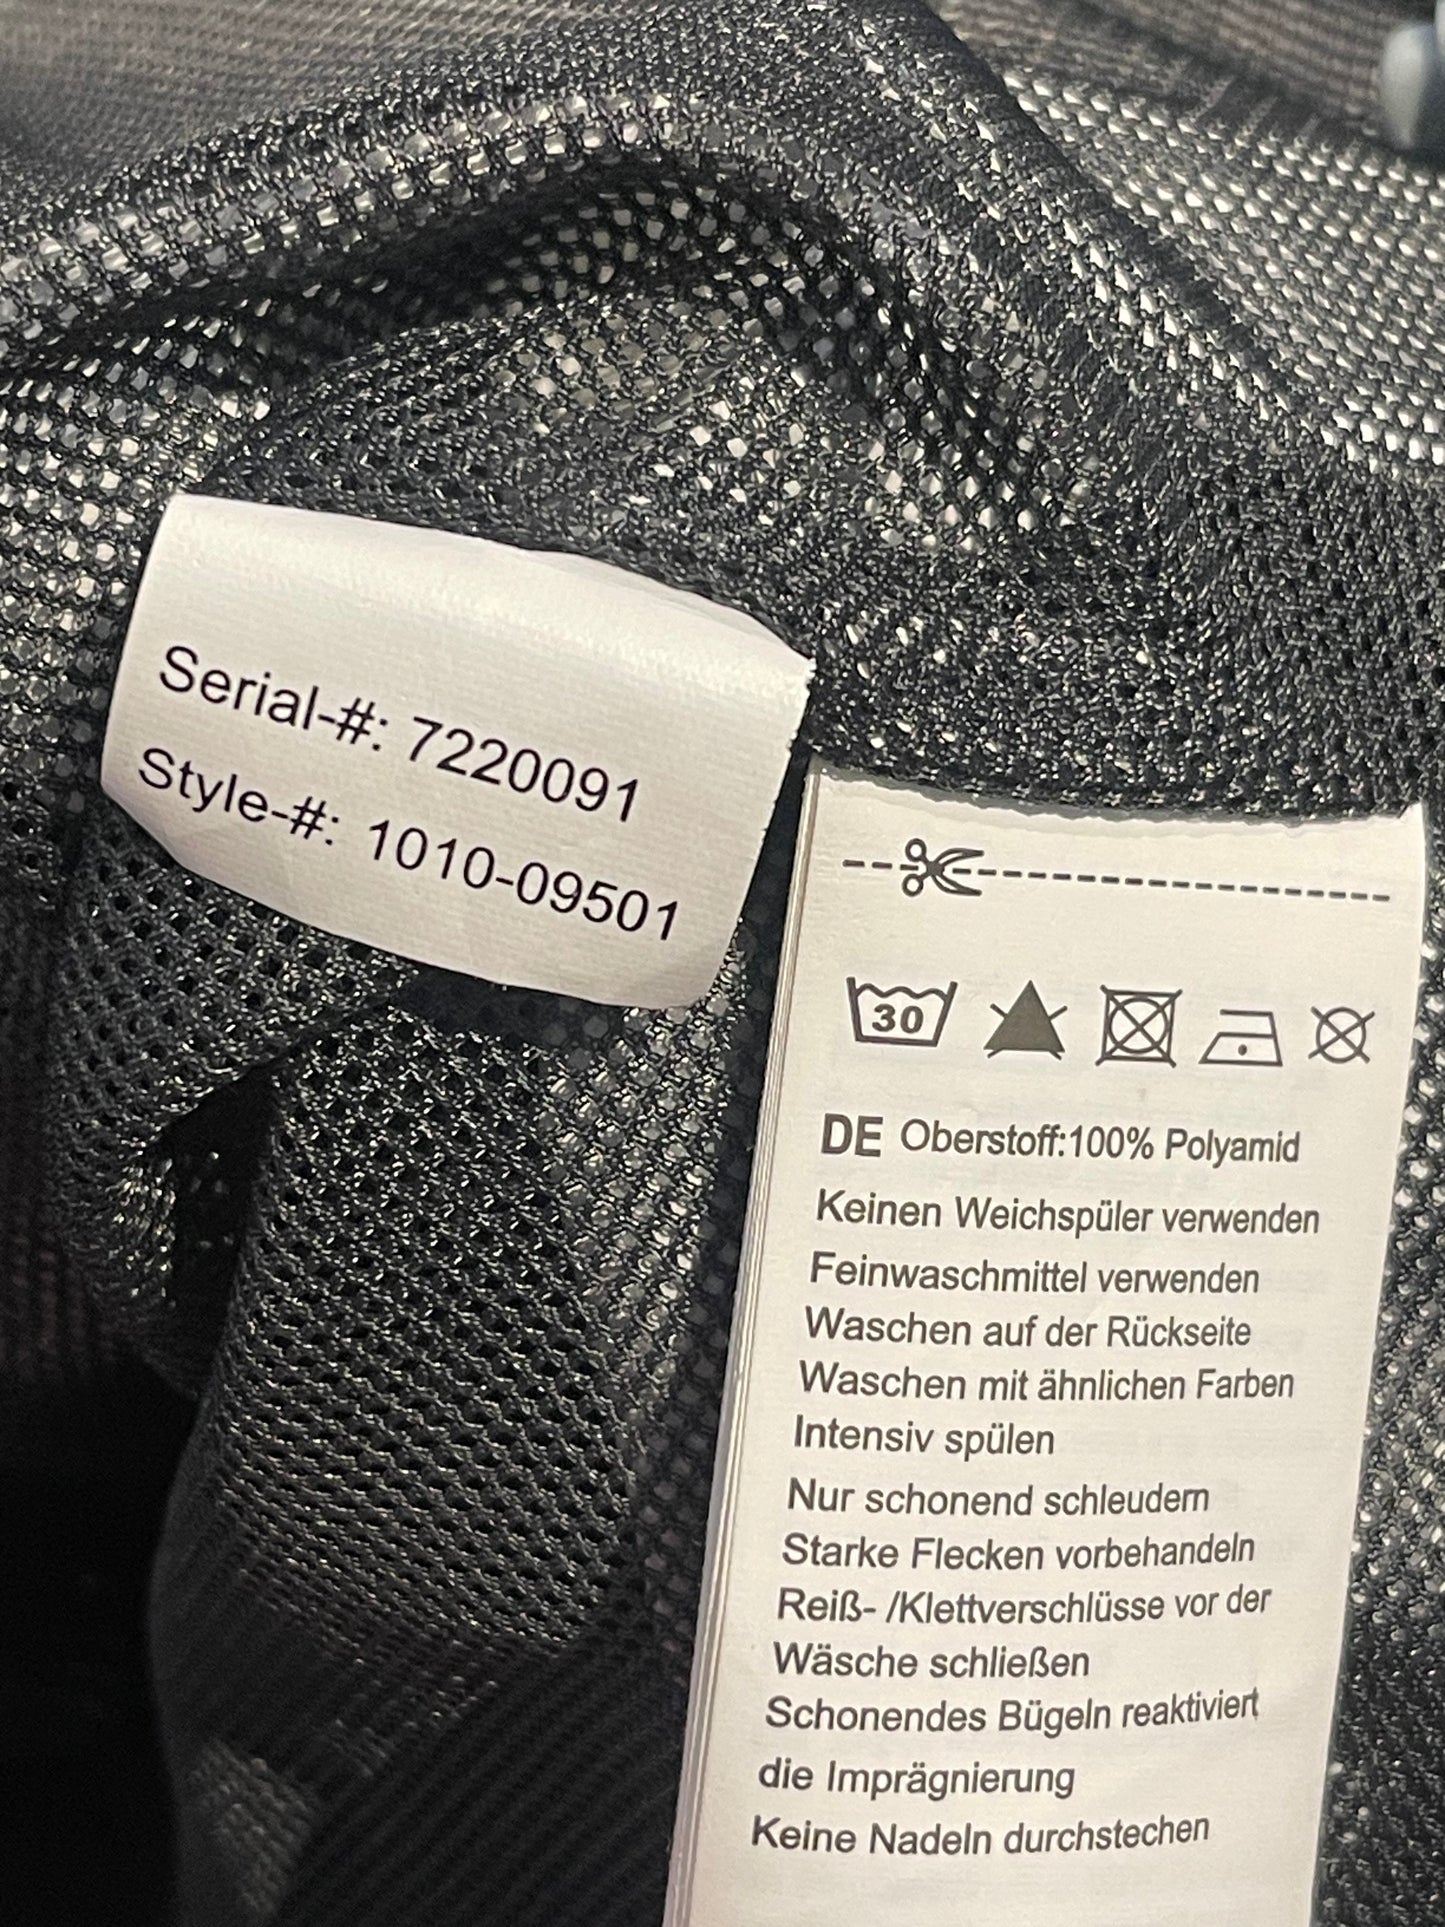 Serial-#: 7220091
Style-#: 1010-09501
30
DE Oberstoff:100% Polyamid
Keinen Weichspüler verwenden
Feinwaschmittel verwenden
Waschen auf der Rückseite
Waschen mit ähnlichen Farben
Intensiv spülen
Nur schonend schleudern
Starke Flecken vorbehandeln
Reiß- /Klettverschlüsse vor der
Wäsche schließen
Schonendes Bügeln reaktiviert
die Imprägnierung
Keine Nadeln durchstechen